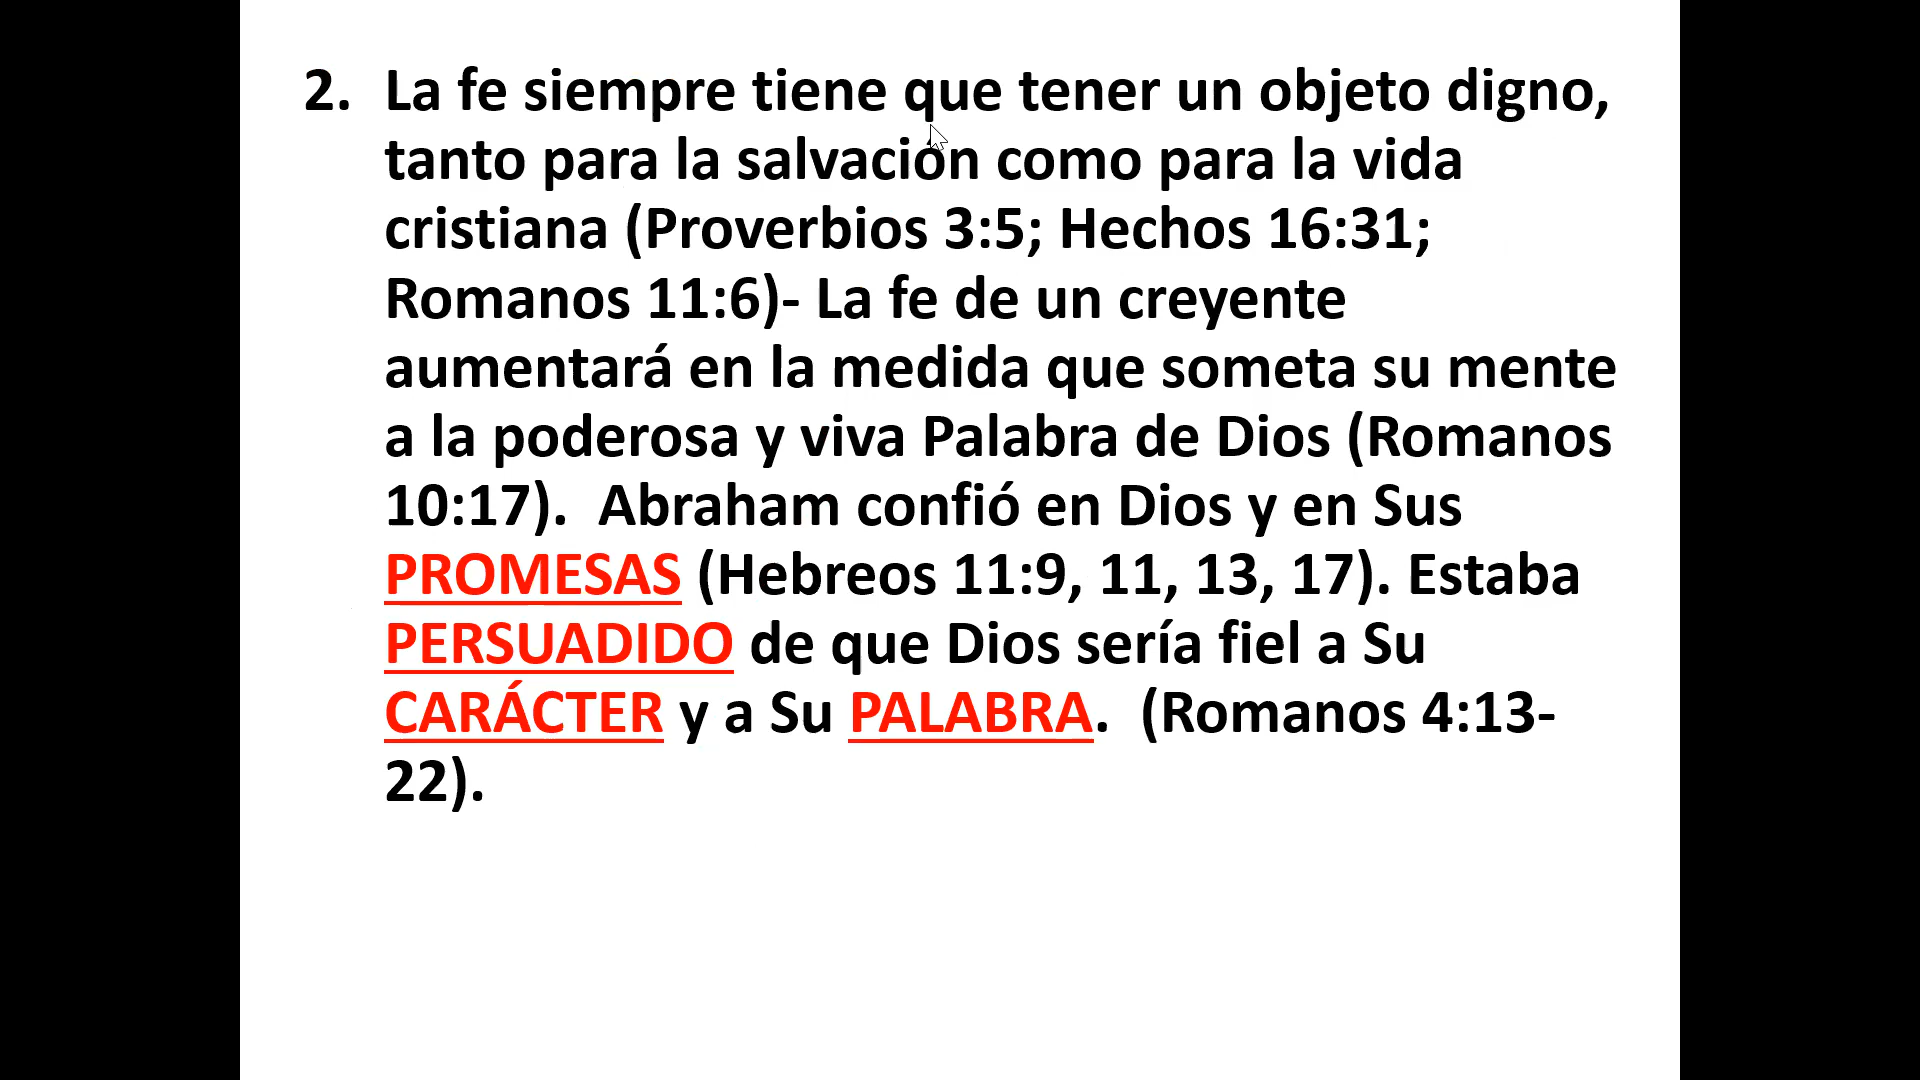 2. La fe siempre tiene que tener un objeto digno,
tanto para la salvación como para la vida
cristiana (Proverbios 3:5; Hechos 16:31;
Romanos 11:6)- La fe de un creyente
aumentará en la medida que someta su mente
a la poderosa y viva Palabra de Dios (Romanos
10:17).  Abraham confió en Dios y en Sus
PROMESAS (Hebreos 11:9, 11, 13, 17). Estaba
PERSUADIDO de que Dios sería fiel a Su
CARÁCTER y a Su PALABRA.  (Romanos 4:13-
22).